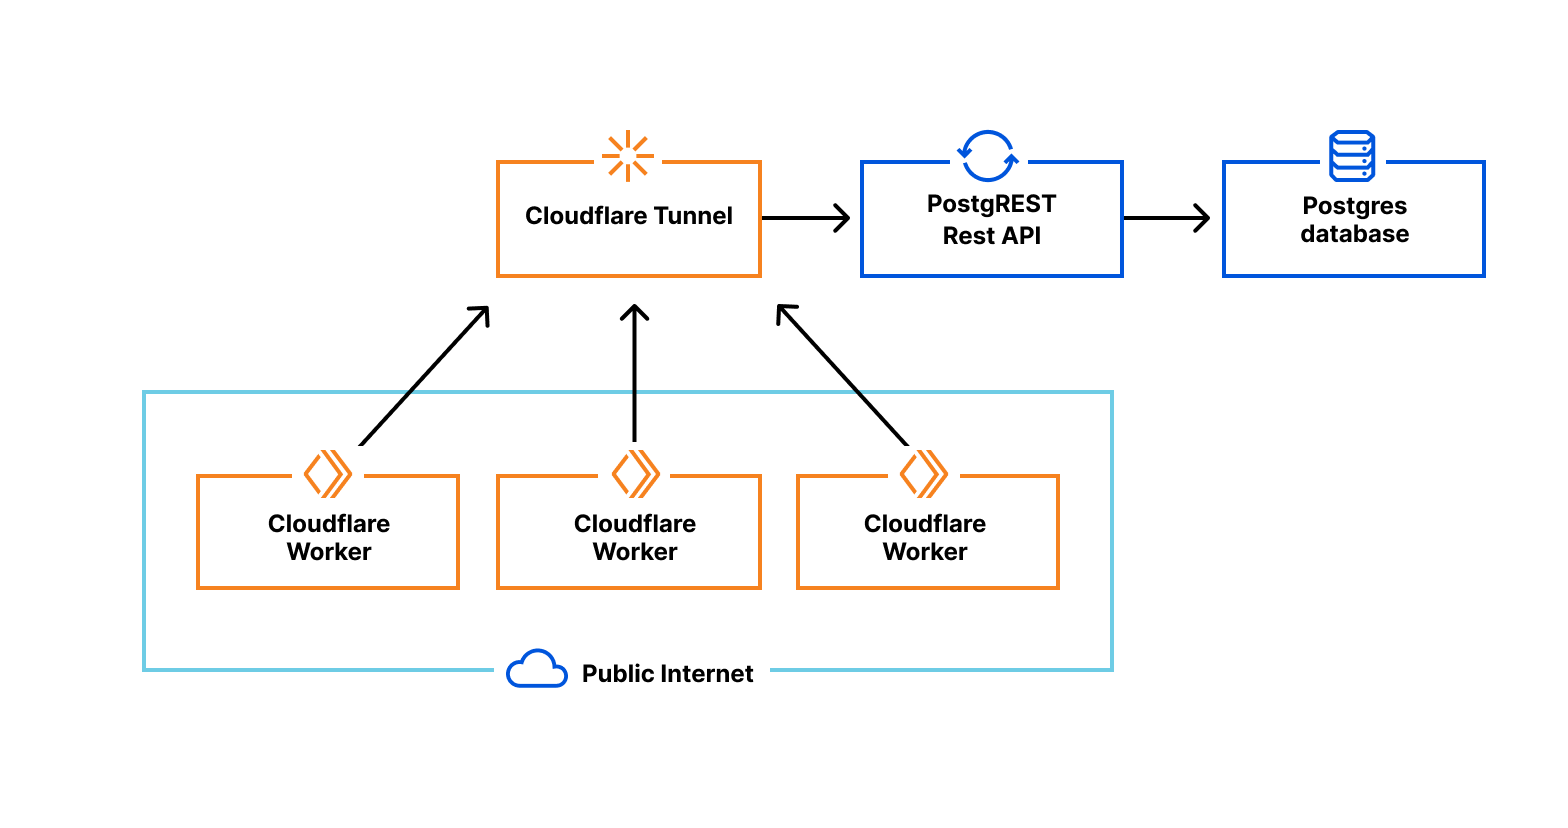 Cloudflare Tunnel
PostgREST
Rest API
Postgres
database
Cloudflare
Worker
Cloudflare
Worker
Cloudflare
Worker
Public Internet